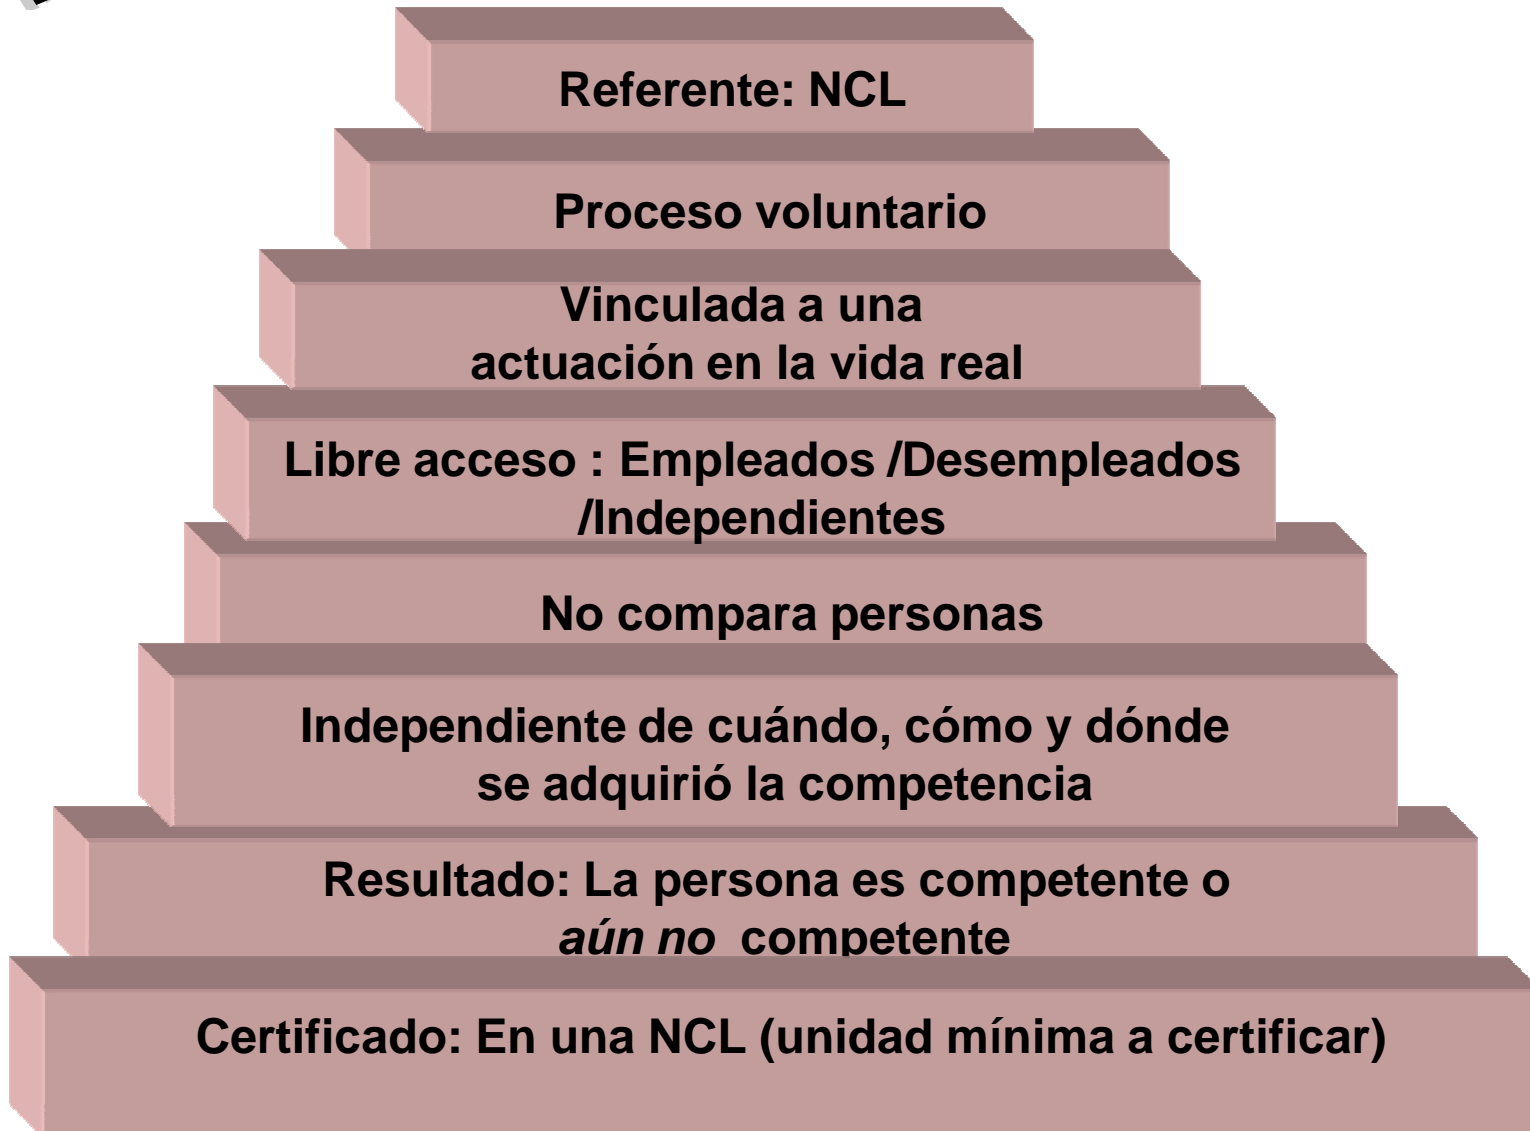 Referente: NCL
Proceso voluntario
Vinculada a una
actuación en la vida real
Libre acceso : Empleados /Desempleados
/Independientes
No compara personas
Independiente de cuándo, cómo y dónde
se adquirió la competencia
Resultado: La persona es competente o
aún no competente
Certificado: En una NCL (unidad mínima a certificar)